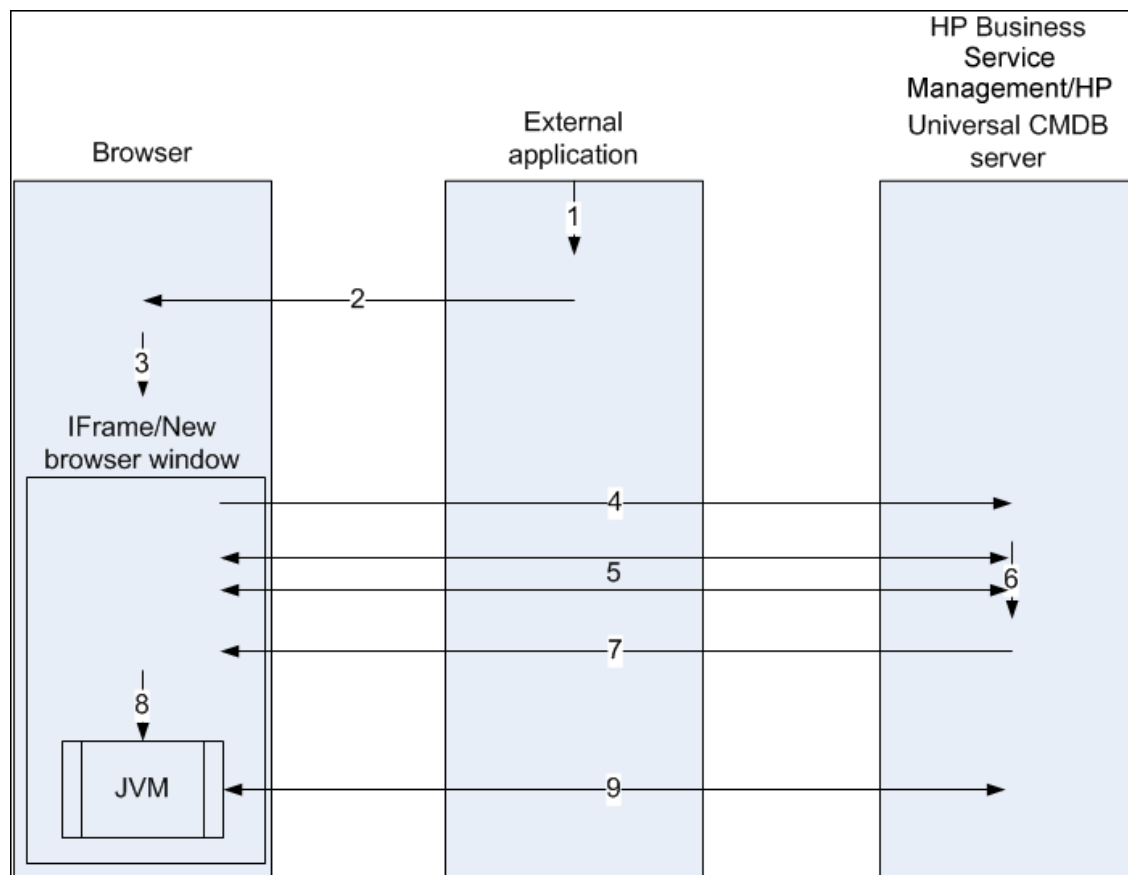 HP Business
Service
Management/HP
Universal CMDB
server
External
application
Browser
1
2
3
IFrame/New
browser window
4
5
6
7
8
JVM
9